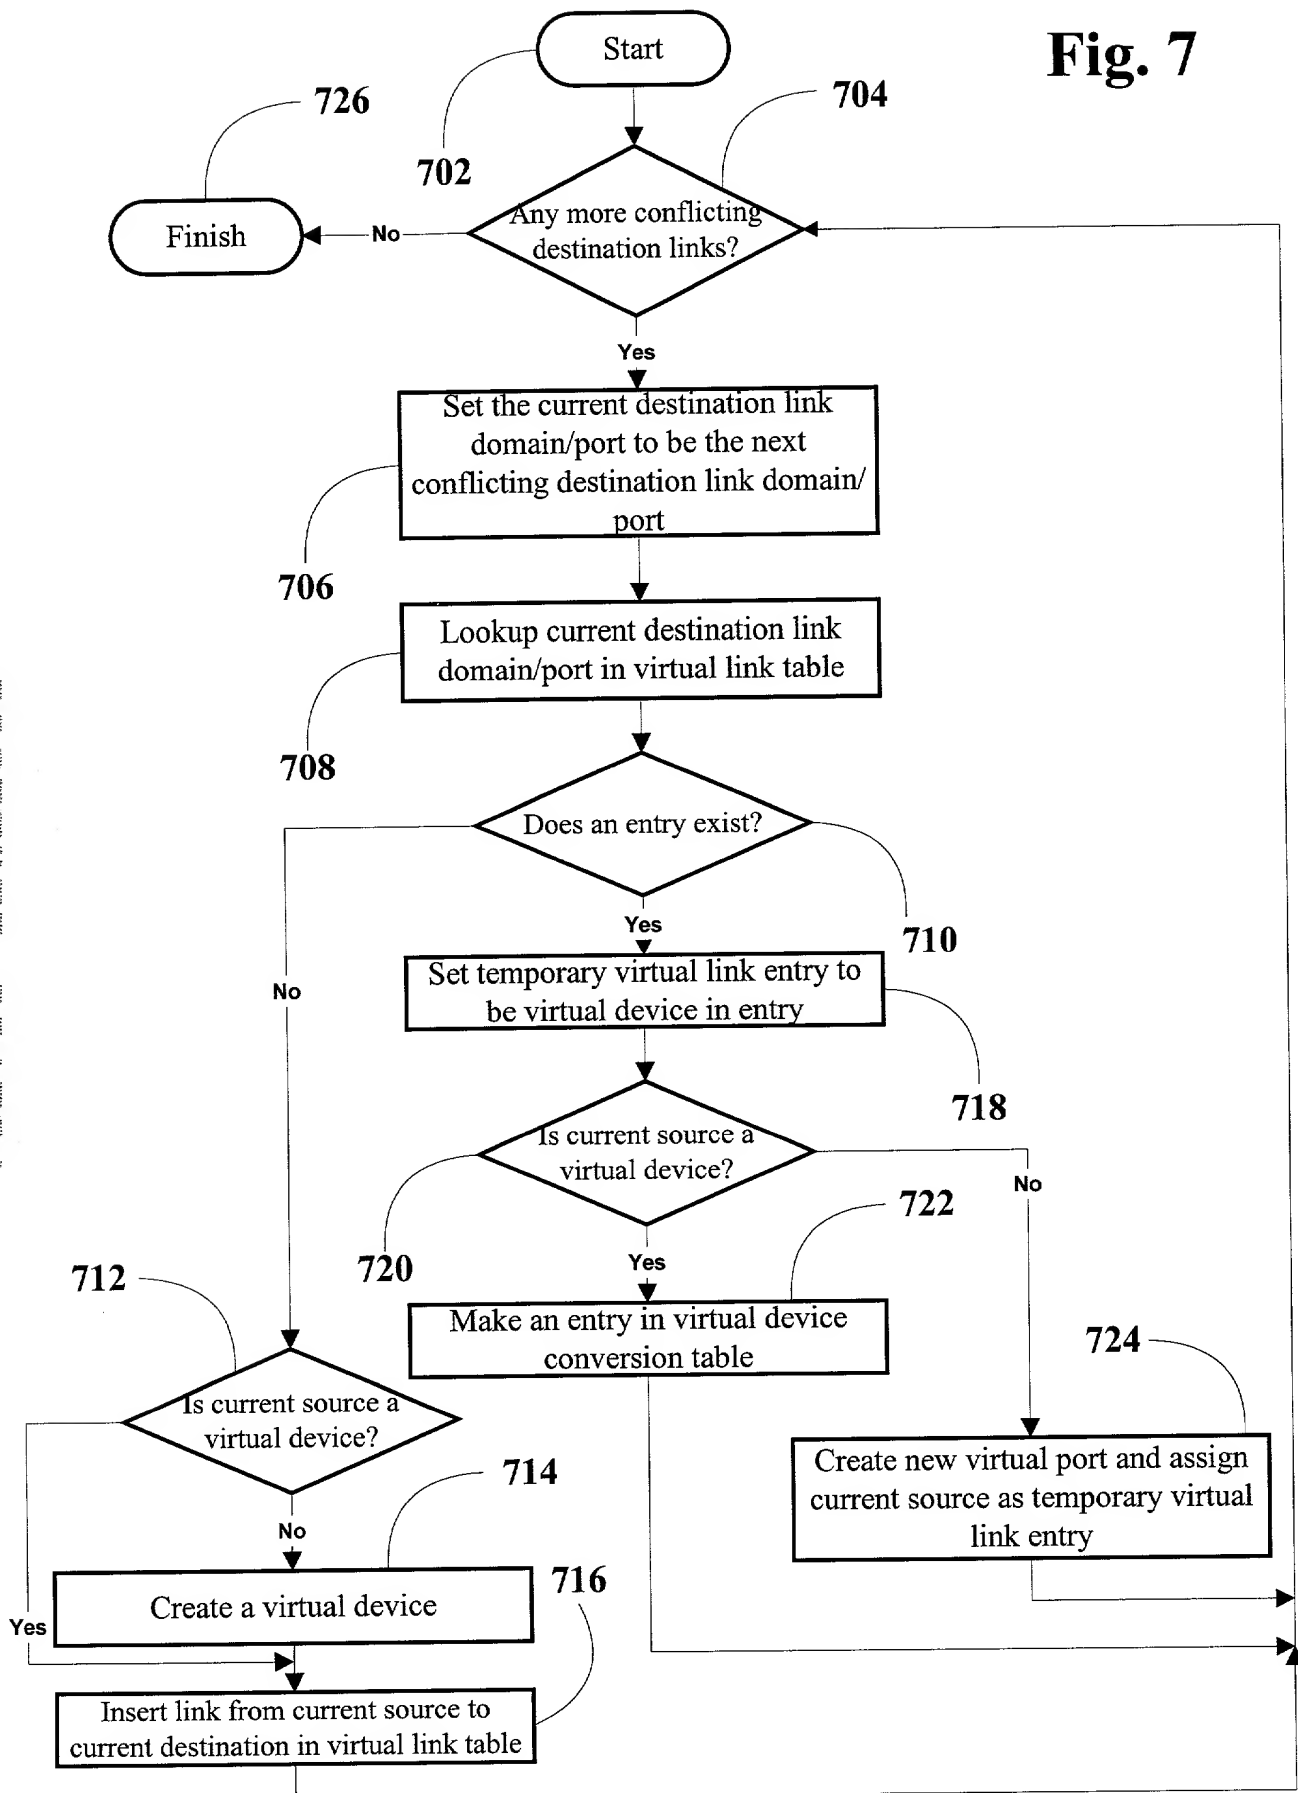 Fig. 7
Start
726
704
702
Any more conflicting
destination links?
Finish
No
Yes
Set the current destination link
domain/port to be the next
conflicting destination link domain/
port
706
Lookup current destination link
domain/port in virtual link table
708
Does an entry exist?
710
Yes
No
Set temporary virtual link entry to
be virtual device in entry
718
Is current source a
virtual device?
No
722
720
Yes
712
Make an entry in virtual device
conversion table
724
Is current source a
virtual device?
Create new virtual port and assign
current source as temporary virtual
link entry
714
No
716
Create a virtual device
Yes
Insert link from current source to
current destination in virtual link table